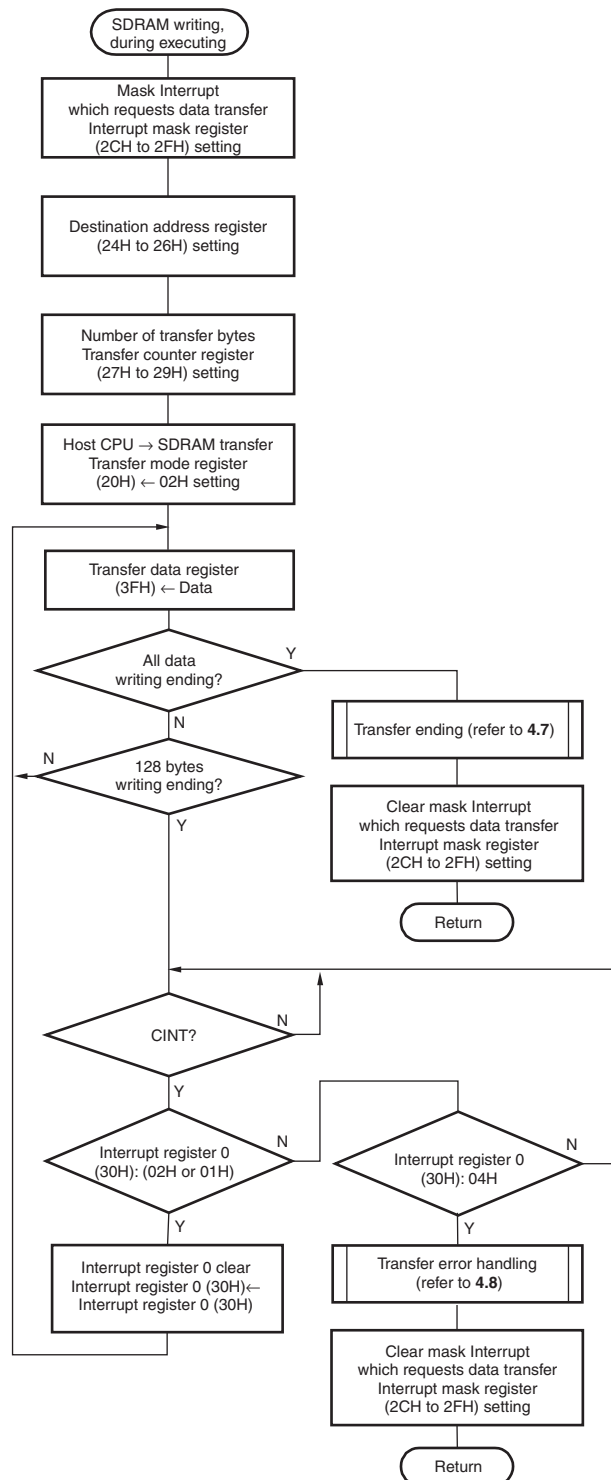 SDRAM writing,
during executing
Mask Interrupt
which requests data transfer
Interrupt mask register
(2CH to 2FH) setting
Destination address register
(24H to 26H) setting
Number of transfer bytes
Transfer counter register
(27H to 29H) setting
Host CPU → SDRAM transfer
Transfer mode register
(20H) ← 02H setting
Transfer data register
(3FH) ← Data
All data
writing ending?
Y
N
128 bytes
writing ending?
N
Y
Transfer ending (refer to 4.7)
Clear mask Interrupt
which requests data transfer
Interrupt mask register
(2CH to 2FH) setting
Return
CINT?
N
Y
Interrupt register 0
(30H): (02H or 01H)
N
Y
Interrupt register 0
(30H): 04H
N
Y
Interrupt register 0 clear
Interrupt register 0 (30H)←
Interrupt register 0 (30H)
Transfer error handling
(refer to 4.8)
Clear mask Interrupt
which requests data transfer
Interrupt mask register
(2CH to 2FH) setting
Return